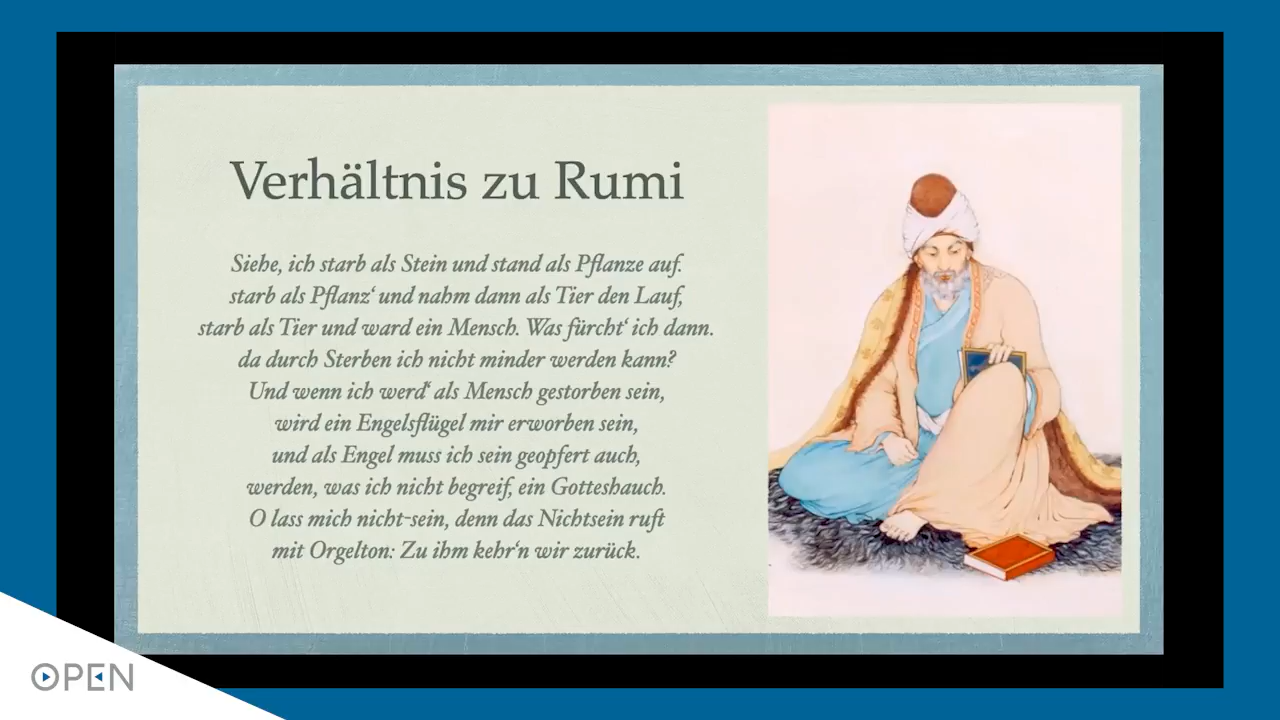 Verhältnis zu Rumi
Siehe, ich starb als Stein und stand als Pflanze auf.
starb als Pflanz‘ und nahm dann als Tier den Lauf,
starb als Tier und ward ein Mensch. Was fürcht‘ ich dann.
da durch Sterben ich nicht minder werden kann?
Und wenn ich werd‘ als Mensch gestorben sein,
wird ein Engelsflügel mir erworben sein,
und als Engel muss ich sein geopfert auch,
werden, was ich nicht begreif, ein Gotteshauch.
O lass mich nicht-sein, denn das Nichtsein ruft
mit Orgelton: Zu ihm kehr‘n wir zurück.
OPEN